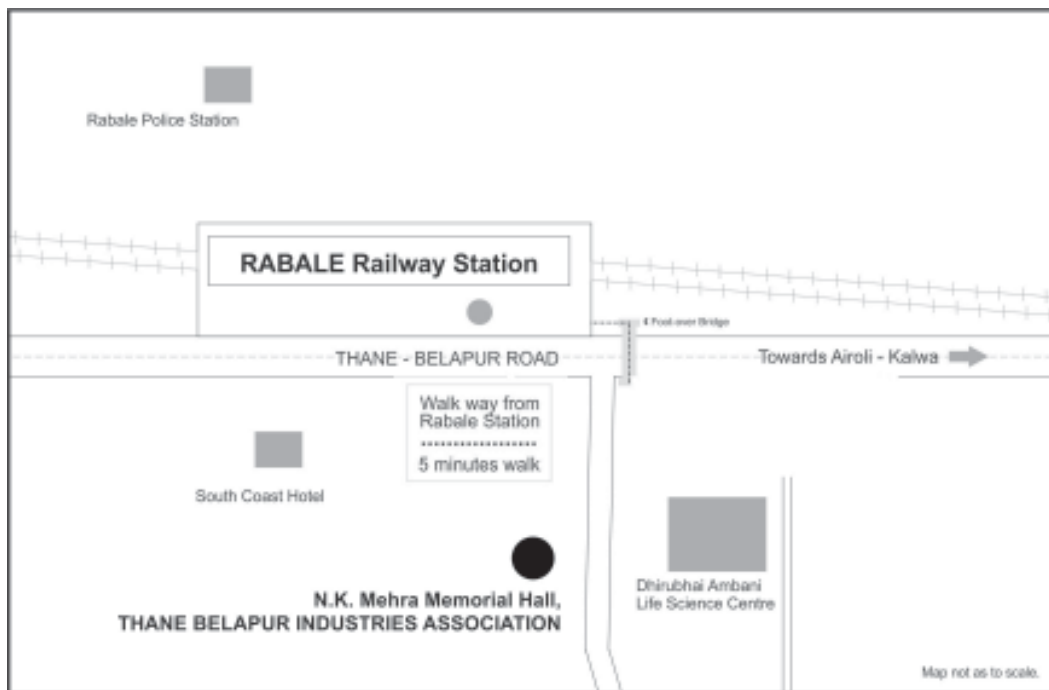 Rabale Police Station
RABALE Railway Station
Foot over Bridge
THANE - BELAPUR ROAD
Towards Airoli - Kalwa
Walk way from
Rabale Station
5 minutes walk
South Coast Hotel
Dhirubhai Ambani
Life Science Centre
N.K. Mehra Memorial Hall,
THANE BELAPUR INDUSTRIES ASSOCIATION
Map not as to scale.